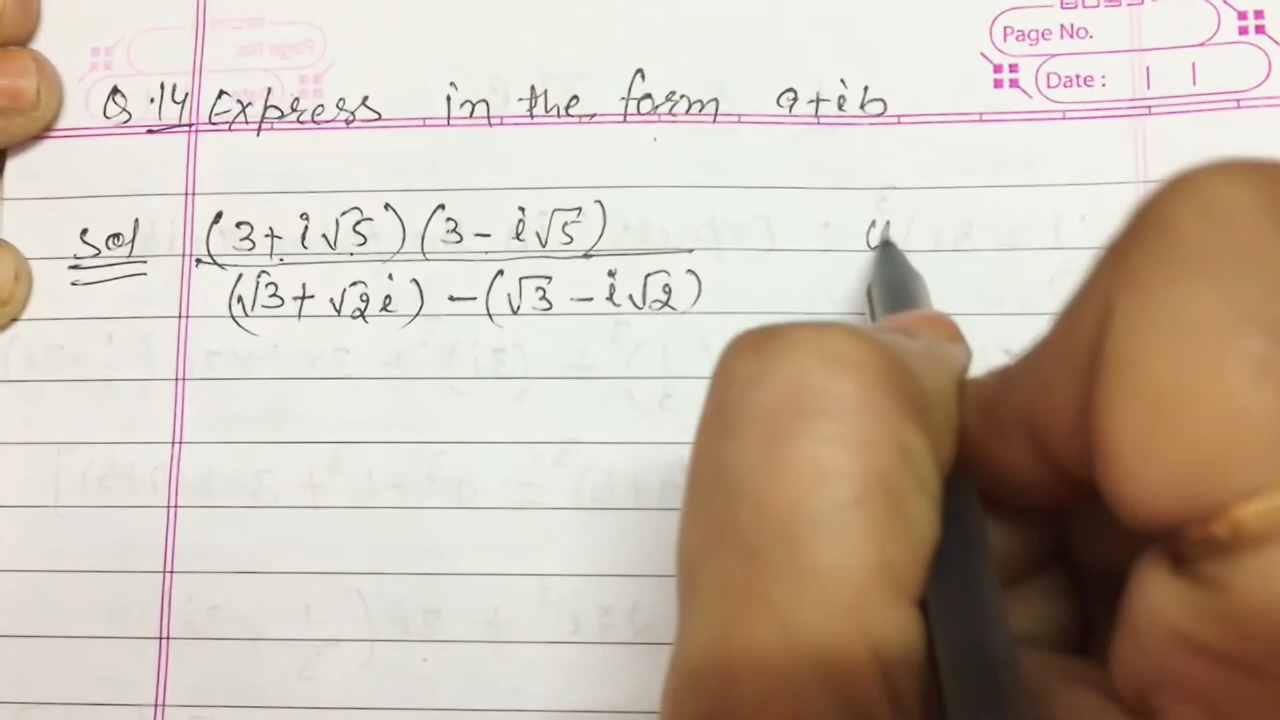 Page No.
Date :
Q.14 Express in the form a+ib
Sol (3+i√5)(3-i√5)
(√3+√2i)-(√3-i√2)